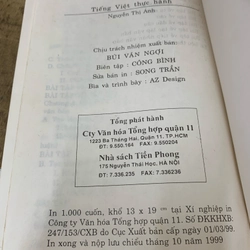 Tiếng Việt thực hành
Nguyễn Thị Ảnh
Chịu trách nhiệm xuất bản:
BÙI VĂN NGỢI
Biên tập : CÔNG BÌNH
Sửa bản in : SONG TRẦN
Bìa và trình bày : AZ Design
Tổng phát hành
Cty Văn hóa Tổng hợp quận 11
1223 Ba Tháng Hai, Quận 11, TP.HCM
ĐT: 9.550.164 FAX: 9.550204
Nhà sách Tiền Phong
175 Nguyễn Thái Học, HÀ NỘI
ĐT: 7.336.235 FAX: 7.336236
In 1.000 cuốn, khổ 13 x 19 cm tại Xí nghiệp in
Công ty Văn hóa Tổng hợp quận 11. Số ĐKKHXB:
247/153/CXB do Cục Xuất bản cấp ngày 01/03/99.
In xong và nộp lưu chiểu tháng 10 năm 1999